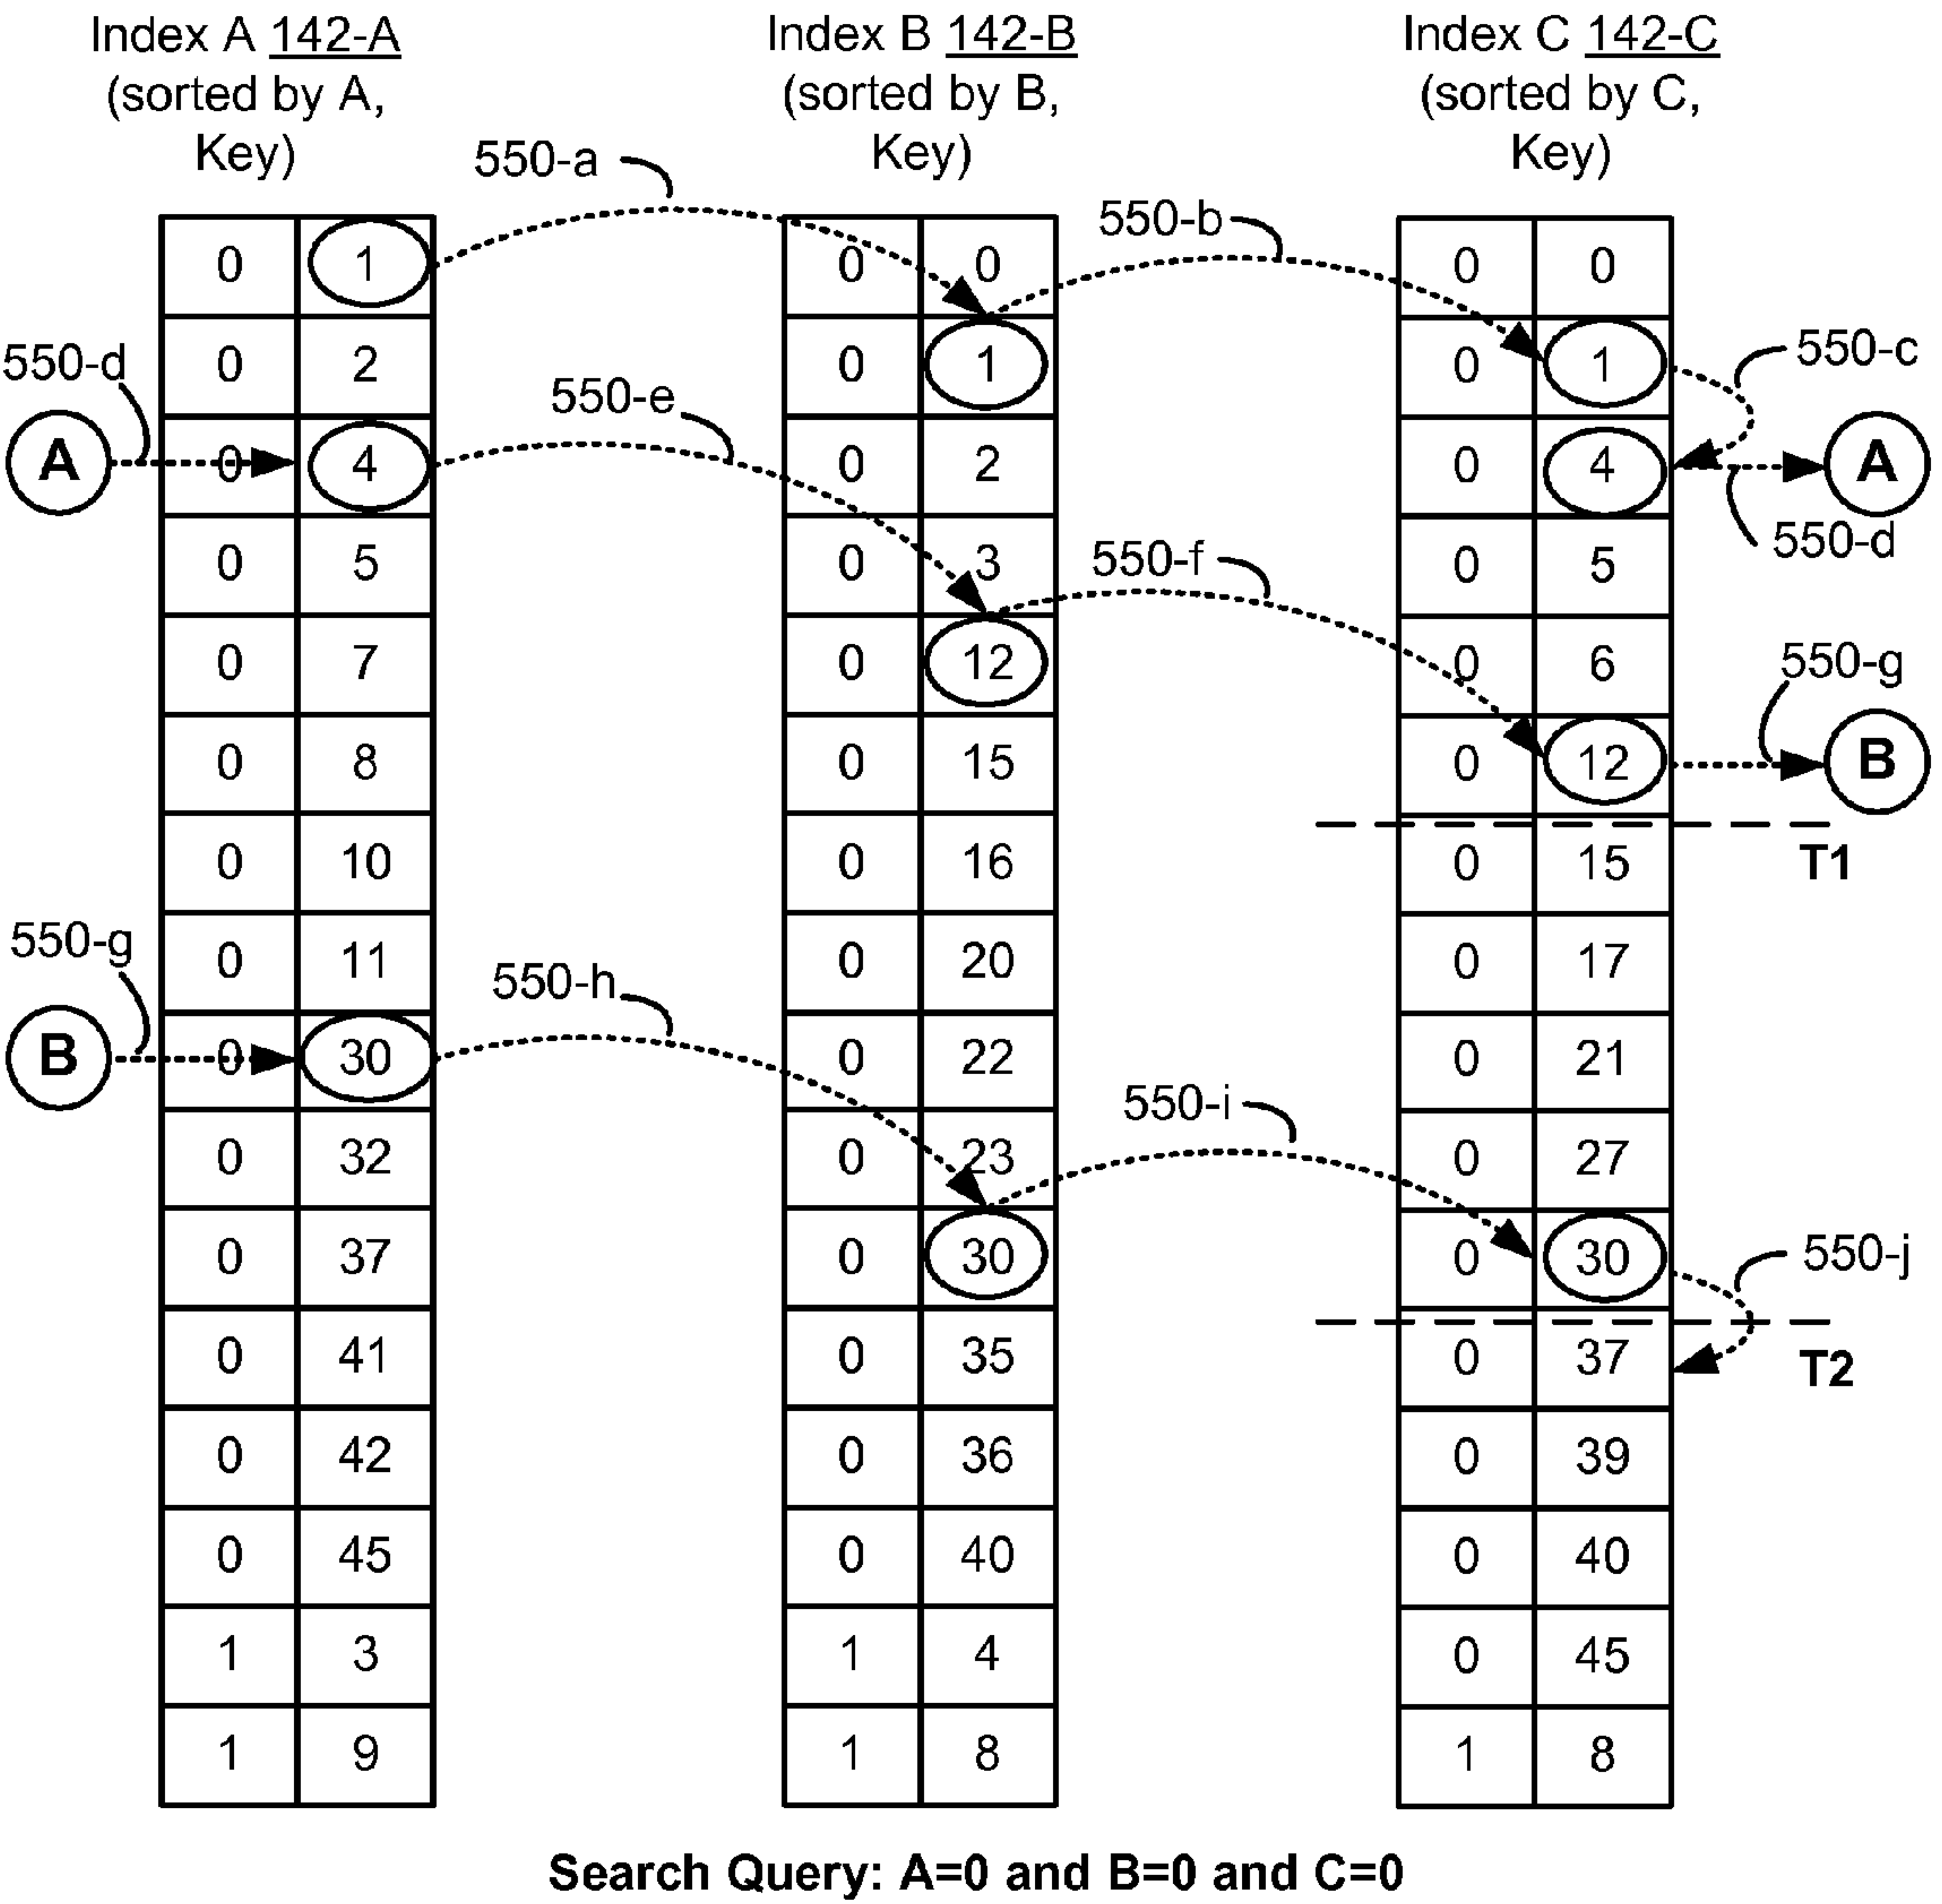 Index A 142-A
(sorted by A,
Key)
Index B 142-B
(sorted by B,
Key)
Index C 142-C
(sorted by C,
Key)
550-a
550-b
0 1
0 0
0 0
550-d
0 2
0 1
0 1
550-c
550-e
A
0 4
0 2
0 4
A
550-d
0 5
0 3
550-f
0 5
0 7
0 12
0 6
550-g
0 8
0 15
0 12
B
T1
0 10
0 16
0 15
550-g
0 11
550-h
0 20
0 17
B
0 30
0 22
0 21
550-i
0 32
0 23
0 27
0 37
0 30
0 30
550-j
0 41
0 35
0 37
T2
0 42
0 36
0 39
0 45
0 40
0 40
1 3
1 4
0 45
1 9
1 8
1 8
Search Query: A=0 and B=0 and C=0